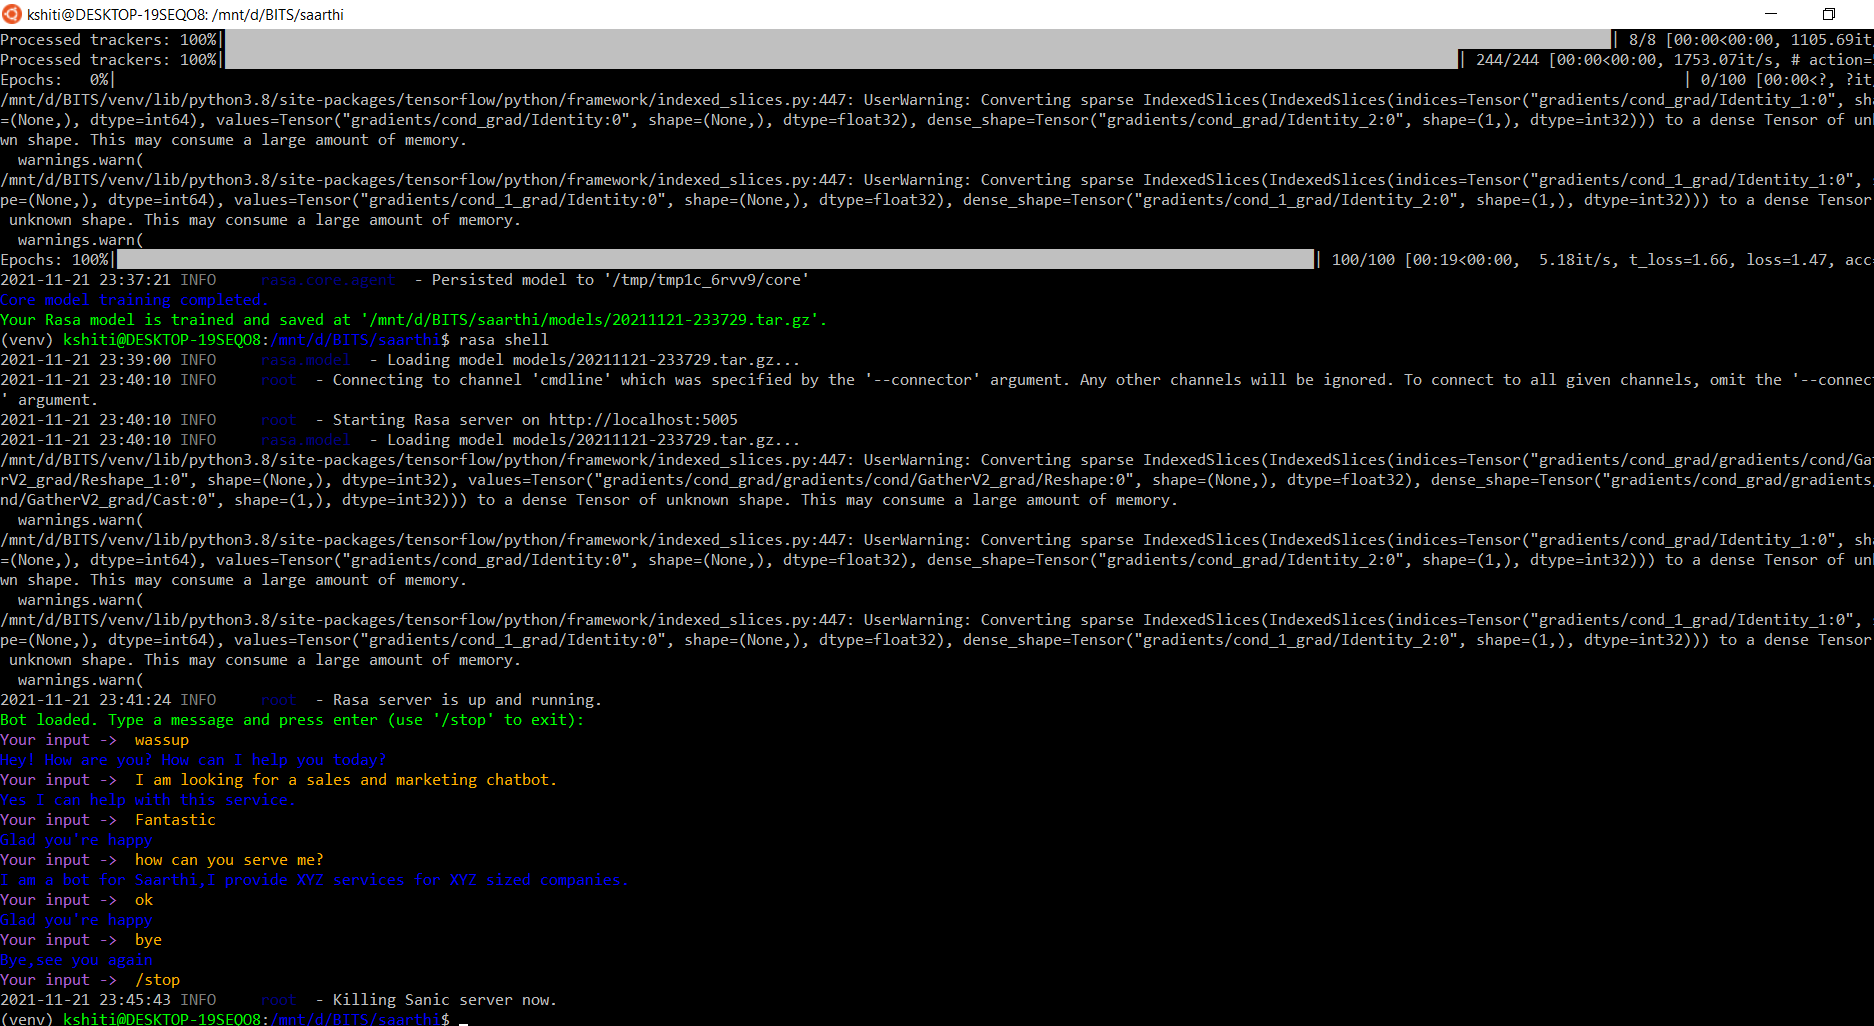 kshiti@DESKTOP-19SEQO8: /mnt/d/BITS/saarthi
Processed trackers: 100%| | 8/8 [00:00<00:00, 1105.69it
Processed trackers: 100%| | 244/244 [00:00<00:00, 1753.07it/s, # action=
Epochs:   0%| | 0/100 [00:00<?, ?it
/mnt/d/BITS/venv/lib/python3.8/site-packages/tensorflow/python/framework/indexed_slices.py:447: UserWarning: Converting sparse IndexedSlices(IndexedSlices(indices=Tensor("gradients/cond_grad/Identity_1:0", sha
=(None,), dtype=int64), values=Tensor("gradients/cond_grad/Identity:0", shape=(None,), dtype=float32), dense_shape=Tensor("gradients/cond_grad/Identity_2:0", shape=(1,), dtype=int32))) to a dense Tensor of un
wn shape. This may consume a large amount of memory.
  warnings.warn(
/mnt/d/BITS/venv/lib/python3.8/site-packages/tensorflow/python/framework/indexed_slices.py:447: UserWarning: Converting sparse IndexedSlices(IndexedSlices(indices=Tensor("gradients/cond_1_grad/Identity_1:0",
pe=(None,), dtype=int64), values=Tensor("gradients/cond_1_grad/Identity:0", shape=(None,), dtype=float32), dense_shape=Tensor("gradients/cond_1_grad/Identity_2:0", shape=(1,), dtype=int32))) to a dense Tensor
 unknown shape. This may consume a large amount of memory.
  warnings.warn(
Epochs: 100%| | 100/100 [00:19<00:00,  5.18it/s, t_loss=1.66, loss=1.47, acc=
2021-11-21 23:37:21 INFO     rasa.core.agent  - Persisted model to '/tmp/tmp1c_6rvv9/core'
Core model training completed.
Your Rasa model is trained and saved at '/mnt/d/BITS/saarthi/models/20211121-233729.tar.gz'.
(venv) kshiti@DESKTOP-19SEQO8:/mnt/d/BITS/saarthi$ rasa shell
2021-11-21 23:39:00 INFO     rasa.model  - Loading model models/20211121-233729.tar.gz...
2021-11-21 23:40:10 INFO     root  - Connecting to channel 'cmdline' which was specified by the '--connector' argument. Any other channels will be ignored. To connect to all given channels, omit the '--connec
' argument.
2021-11-21 23:40:10 INFO     root  - Starting Rasa server on http://localhost:5005
2021-11-21 23:40:10 INFO     rasa.model  - Loading model models/20211121-233729.tar.gz...
/mnt/d/BITS/venv/lib/python3.8/site-packages/tensorflow/python/framework/indexed_slices.py:447: UserWarning: Converting sparse IndexedSlices(IndexedSlices(indices=Tensor("gradients/cond_grad/gradients/cond/Ga
rV2_grad/Reshape_1:0", shape=(None,), dtype=int32), values=Tensor("gradients/cond_grad/gradients/cond/GatherV2_grad/Reshape:0", shape=(None,), dtype=float32), dense_shape=Tensor("gradients/cond_grad/gradients
nd/GatherV2_grad/Cast:0", shape=(1,), dtype=int32))) to a dense Tensor of unknown shape. This may consume a large amount of memory.
  warnings.warn(
/mnt/d/BITS/venv/lib/python3.8/site-packages/tensorflow/python/framework/indexed_slices.py:447: UserWarning: Converting sparse IndexedSlices(IndexedSlices(indices=Tensor("gradients/cond_grad/Identity_1:0", sha
=(None,), dtype=int64), values=Tensor("gradients/cond_grad/Identity:0", shape=(None,), dtype=float32), dense_shape=Tensor("gradients/cond_grad/Identity_2:0", shape=(1,), dtype=int32))) to a dense Tensor of un
wn shape. This may consume a large amount of memory.
  warnings.warn(
/mnt/d/BITS/venv/lib/python3.8/site-packages/tensorflow/python/framework/indexed_slices.py:447: UserWarning: Converting sparse IndexedSlices(IndexedSlices(indices=Tensor("gradients/cond_1_grad/Identity_1:0",
pe=(None,), dtype=int64), values=Tensor("gradients/cond_1_grad/Identity:0", shape=(None,), dtype=float32), dense_shape=Tensor("gradients/cond_1_grad/Identity_2:0", shape=(1,), dtype=int32))) to a dense Tensor
 unknown shape. This may consume a large amount of memory.
  warnings.warn(
2021-11-21 23:41:24 INFO     root  - Rasa server is up and running.
Bot loaded. Type a message and press enter (use '/stop' to exit):
Your input ->  wassup
Hey! How are you? How can I help you today?
Your input ->  I am looking for a sales and marketing chatbot.
Yes I can help with this service.
Your input ->  Fantastic
Glad you're happy
Your input ->  how can you serve me?
I am a bot for Saarthi,I provide XYZ services for XYZ sized companies.
Your input ->  ok
Glad you're happy
Your input ->  bye
Bye,see you again
Your input ->  /stop
2021-11-21 23:45:43 INFO     root  - Killing Sanic server now.
(venv) kshiti@DESKTOP-19SEQO8:/mnt/d/BITS/saarthi$